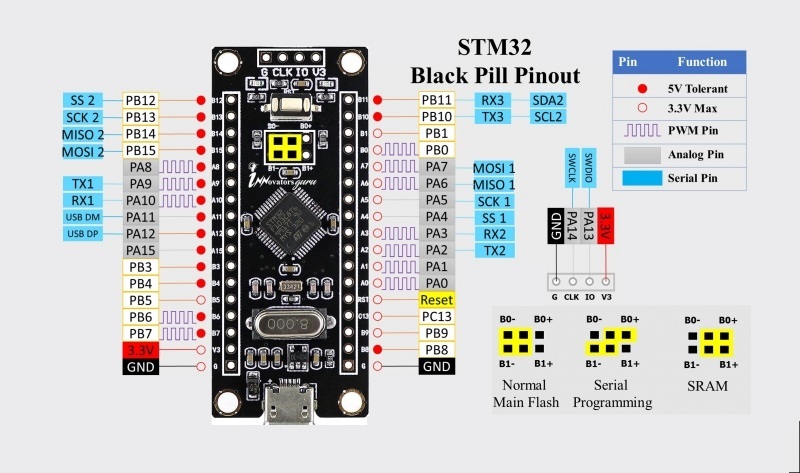 STM32
Black Pill Pinout
Pin Function
5V Tolerant
3.3V Max
PWM Pin
Analog Pin
Serial Pin
G CLK IO V3
SS 2 PB12 B12
SCK 2 PB13 B13
MISO 2 PB14 B14
MOSI 2 PB15 B15
PA8 A8
TX1 PA9 A9
RX1 PA10 A10
USB DM PA11 A11
USB DP PA12 A12
PA15 A15
PB3 B3
PB4 B4
PB5 B5
PB6 B6
PB7 B7
3.3V V3
GND G
B0- B0+
B1- B1+
iNNovators guru
8.000
B11 PB11 RX3 SDA2
B10 PB10 TX3 SCL2
B1 PB1
B0 PB0
A7 PA7 MOSI 1
A6 PA6 MISO 1
A5 PA5 SCK 1
A4 PA4 SS 1
A3 PA3 RX2
A2 PA2 TX2
A1 PA1
A0 PA0
RST Reset
C13 PC13
B9 PB9
B8 PB8
G GND
SWCLK SWDIO
GND PA14 PA13 3.3V
G CLK IO V3
B0- B0+ B0- B0+ B0- B0+
B1- B1+ B1- B1+ B1- B1+
Normal
Main Flash
Serial
Programming
SRAM